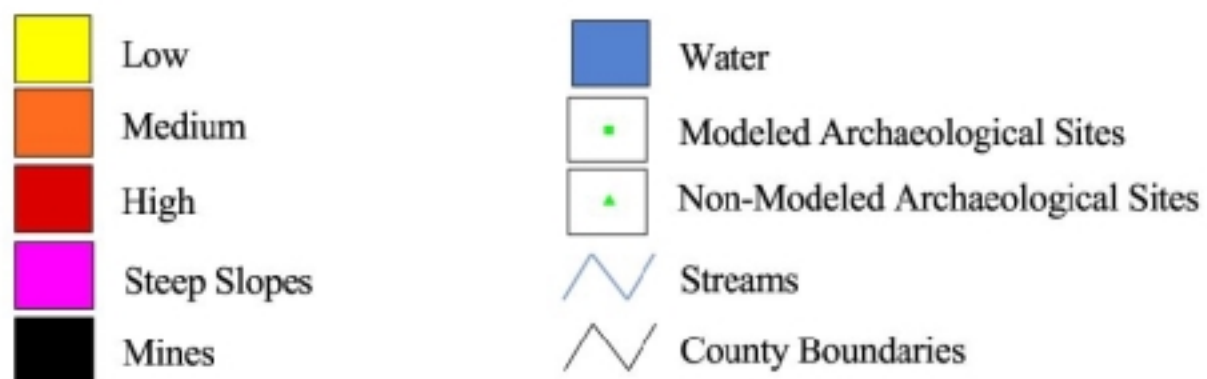 Low
Medium
High
Steep Slopes
Mines
Water
Modeled Archaeological Sites
Non-Modeled Archaeological Sites
Streams
County Boundaries